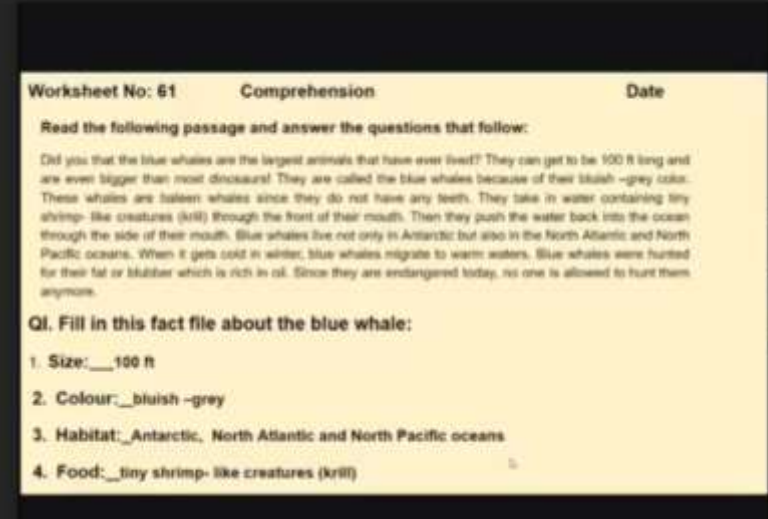 Worksheet No: 61 Comprehension Date
Read the following passage and answer the questions that follow:
Did you that the blue whales are the largest animals that have ever lived? They can get to be 100 ft long and
are even bigger than most dinosaurs! They are called the blue whales because of their bluish –grey color.
These whales are baleen whales since they do not have any teeth. They take in water containing tiny
shrimp- like creatures (krill) through the front of their mouth. Then they push the water back into the ocean
through the side of their mouth. Blue whales live not only in Antarctic but also in the North Atlantic and North
Pacific oceans. When it gets cold in winter, blue whales migrate to warm waters. Blue whales were hunted
for their fat or blubber which is rich in oil. Since they are endangered today, no one is allowed to hunt them
anymore.
QI. Fill in this fact file about the blue whale:
1. Size:___100 ft
2. Colour:_bluish –grey
3. Habitat:_Antarctic, North Atlantic and North Pacific oceans
4. Food:__tiny shrimp- like creatures (krill)